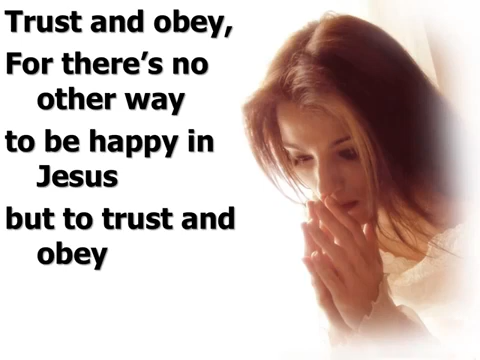 Trust and obey,
For there’s no
other way
to be happy in
Jesus
but to trust and
obey